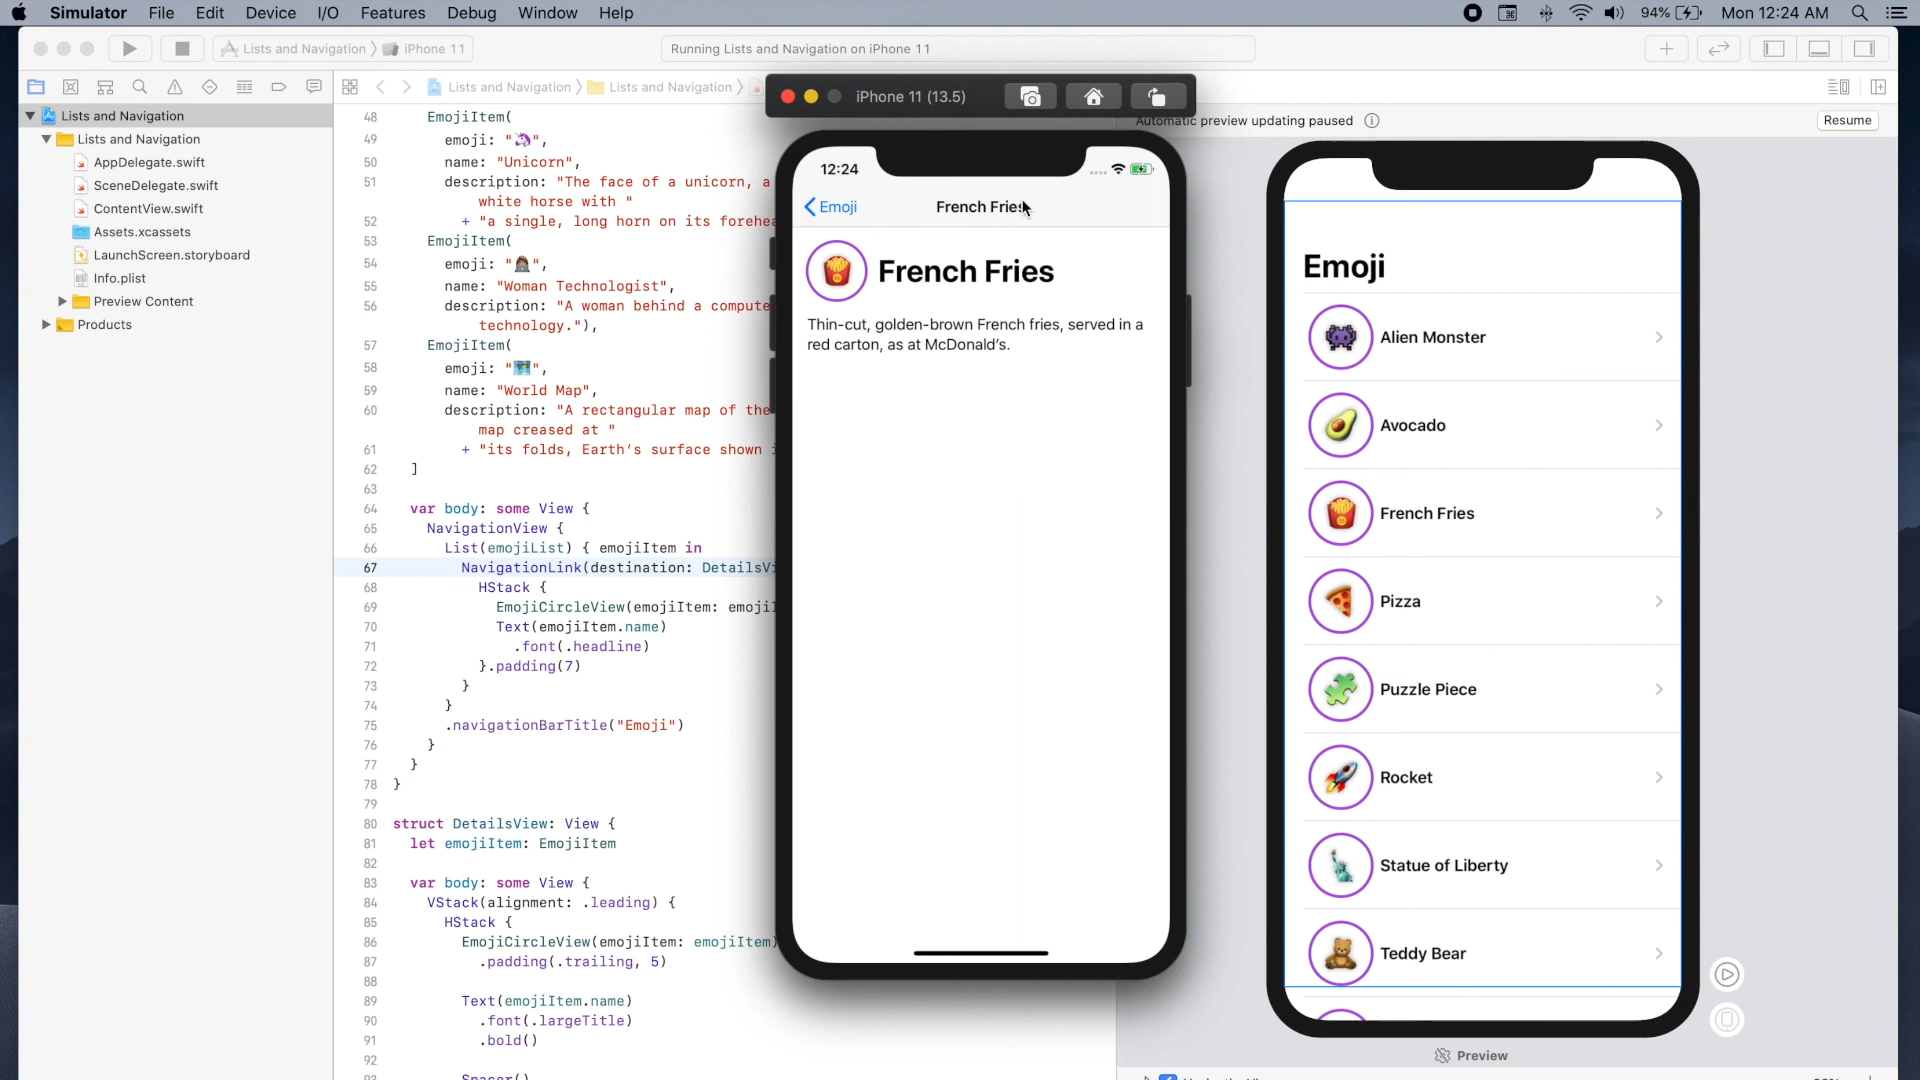 Simulator File Edit Device I/O Features Debug Window Help
94% Mon 12:24 AM
Lists and Navigation iPhone 11
Running Lists and Navigation on iPhone 11
Lists and Navigation
Lists and Navigation
AppDelegate.swift
SceneDelegate.swift
ContentView.swift
Assets.xcassets
LaunchScreen.storyboard
Info.plist
Preview Content
Products
Lists and Navigation Lists and Navigation
48 EmojiItem(
49 emoji: "🦄",
50 name: "Unicorn",
51 description: "The face of a unicorn, a
white horse with "
52 + "a single, long horn on its forehea
53 EmojiItem(
54 emoji: "👩🏽‍💻",
55 name: "Woman Technologist",
56 description: "A woman behind a compute
technology."),
57 EmojiItem(
58 emoji: "🗺",
59 name: "World Map",
60 description: "A rectangular map of the
map creased at "
61 + "its folds, Earth's surface shown
62 ]
63
64 var body: some View {
65 NavigationView {
66 List(emojiList) { emojiItem in
67 NavigationLink(destination: DetailsVi
68 HStack {
69 EmojiCircleView(emojiItem: emojiI
70 Text(emojiItem.name)
71 .font(.headline)
72 }.padding(7)
73 }
74 }
75 .navigationBarTitle("Emoji")
76 }
77 }
78 }
79
80 struct DetailsView: View {
81 let emojiItem: EmojiItem
82
83 var body: some View {
84 VStack(alignment: .leading) {
85 HStack {
86 EmojiCircleView(emojiItem: emojiItem)
87 .padding(.trailing, 5)
88
89 Text(emojiItem.name)
90 .font(.largeTitle)
91 .bold()
92
93 Spacer()
iPhone 11 (13.5)
12:24
Emoji French Fries
French Fries
Thin-cut, golden-brown French fries, served in a
red carton, as at McDonald's.
Automatic preview updating paused
Resume
Emoji
Alien Monster
Avocado
French Fries
Pizza
Puzzle Piece
Rocket
Statue of Liberty
Teddy Bear
Preview